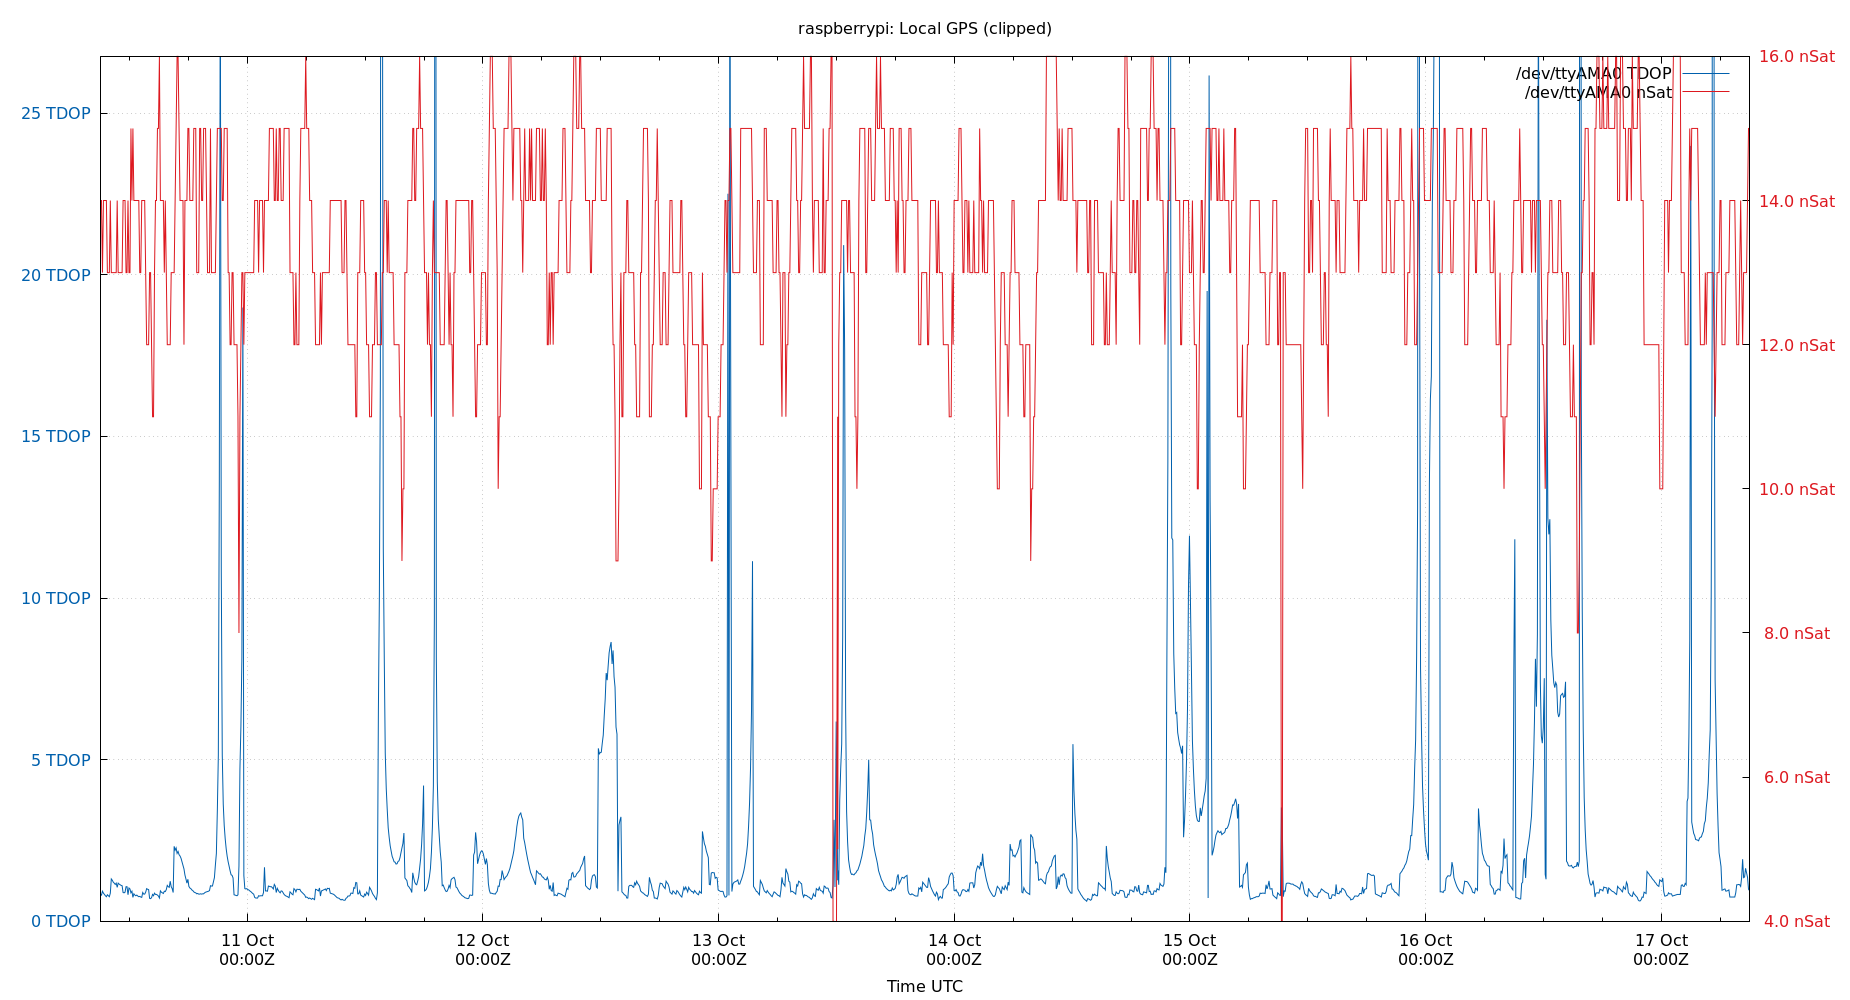 raspberrypi: Local GPS (clipped)
16.0 nSat
/dev/ttyAMA0 TDOP
/dev/ttyAMA0 nSat
25 TDOP
14.0 nSat
20 TDOP
12.0 nSat
15 TDOP
10.0 nSat
10 TDOP
8.0 nSat
5 TDOP
6.0 nSat
0 TDOP
4.0 nSat
11 Oct 12 Oct 13 Oct 14 Oct 15 Oct 16 Oct 17 Oct
00:00Z 00:00Z 00:00Z 00:00Z 00:00Z 00:00Z 00:00Z
Time UTC